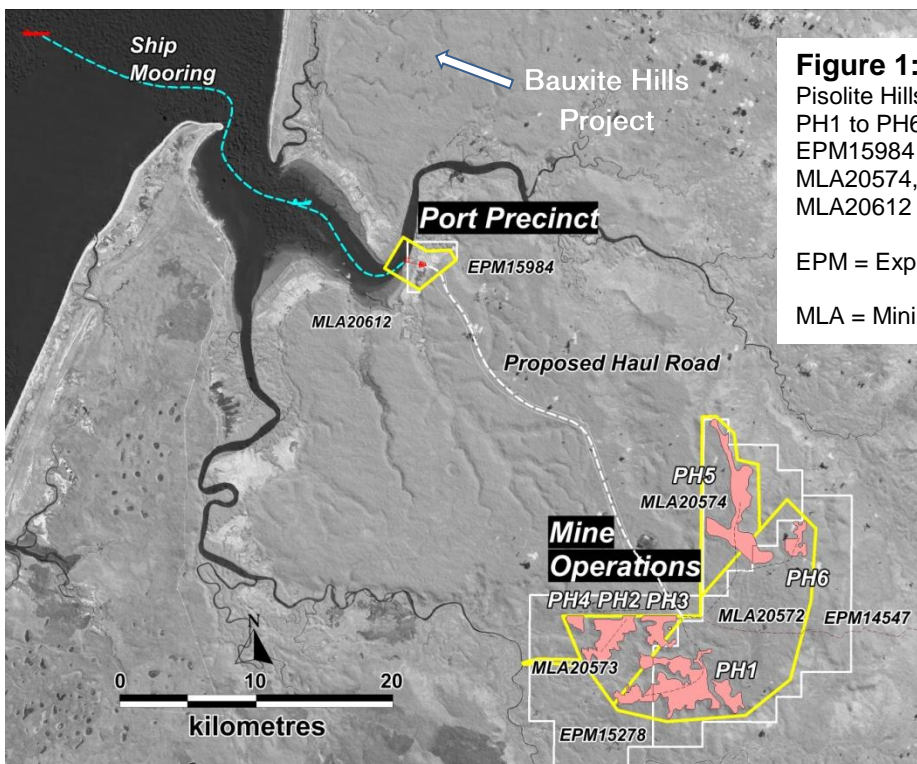 Ship
Mooring
Bauxite Hills
Project
Figure 1:
Pisolite Hills
PH1 to PH6
EPM15984
MLA20574,
MLA20612
EPM = Exp
MLA = Mini
Port Precinct
EPM15984
MLA20612
Proposed Haul Road
PH5
MLA20574
Mine
Operations
PH6
PH4 PH2 PH3
MLA20572
EPM14547
N
MLA20573
PH1
0 10 20
kilometres
EPM15278